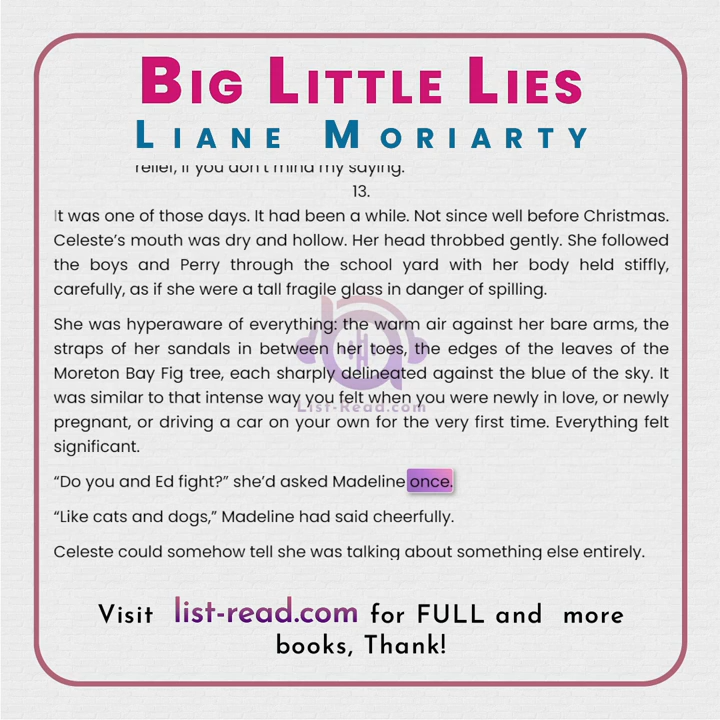 BIG LITTLE LIES
LIANE MORIARTY
relief, if you don't mind my saying.
13.
It was one of those days. It had been a while. Not since well before Christmas.
Celeste’s mouth was dry and hollow. Her head throbbed gently. She followed
the boys and Perry through the school yard with her body held stiffly,
carefully, as if she were a tall fragile glass in danger of spilling.
She was hyperaware of everything: the warm air against her bare arms, the
straps of her sandals in between her toes, the edges of the leaves of the
Moreton Bay Fig tree, each sharply delineated against the blue of the sky. It
was similar to that intense way you felt when you were newly in love, or newly
List-Read.com
pregnant, or driving a car on your own for the very first time. Everything felt
significant.
“Do you and Ed fight?” she’d asked Madeline once.
“Like cats and dogs,” Madeline had said cheerfully.
Celeste could somehow tell she was talking about something else entirely.
Visit list-read.com for FULL and more
books, Thank!